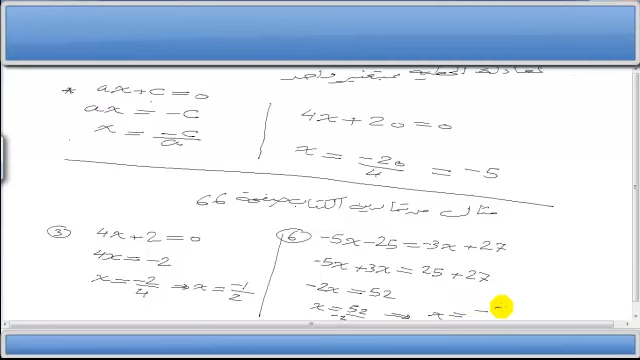 لمعادلة الخطية بمتغير واحد
* ax + c = 0
ax = -c
x = -c/a
4x + 20 = 0
x = -20/4 = -5
مثال من تمارين الكتاب صفحة 66
③ 4x + 2 = 0
4x = -2
x = -2/4 ⇒ x = -1/2
⑥ -5x - 25 = -3x + 27
-5x + 3x = 25 + 27
-2x = 52
x = 52/-2 ⇒ x = -